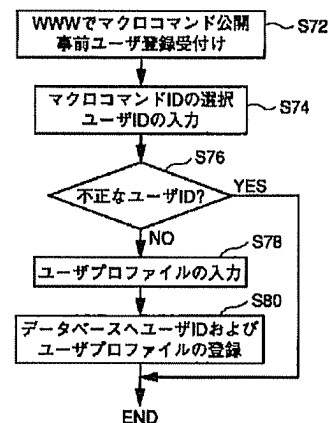 WWWでマクロコマンド公開
事前ユーザ登録受付け
S72
マクロコマンドIDの選択
ユーザIDの入力
S74
S76
不正なユーザID?
YES
NO
S78
ユーザプロファイルの入力
S80
データベースへユーザIDおよび
ユーザプロファイルの登録
END